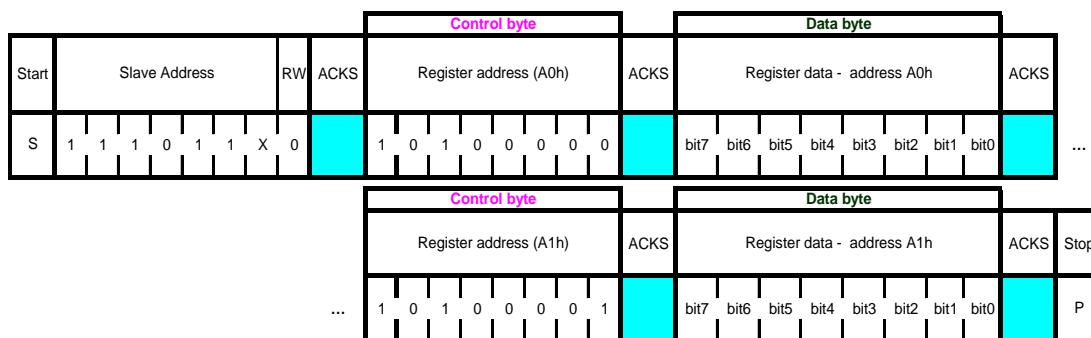 Control byte Data byte
Start Slave Address RW ACKS Register address (A0h) ACKS Register data - address A0h ACKS
S 1 1 1 0 1 1 X 0 1 0 1 0 0 0 0 0 bit7 bit6 bit5 bit4 bit3 bit2 bit1 bit0 ...
Control byte Data byte
Register address (A1h) ACKS Register data - address A1h ACKS Stop
... 1 0 1 0 0 0 0 1 bit7 bit6 bit5 bit4 bit3 bit2 bit1 bit0 P